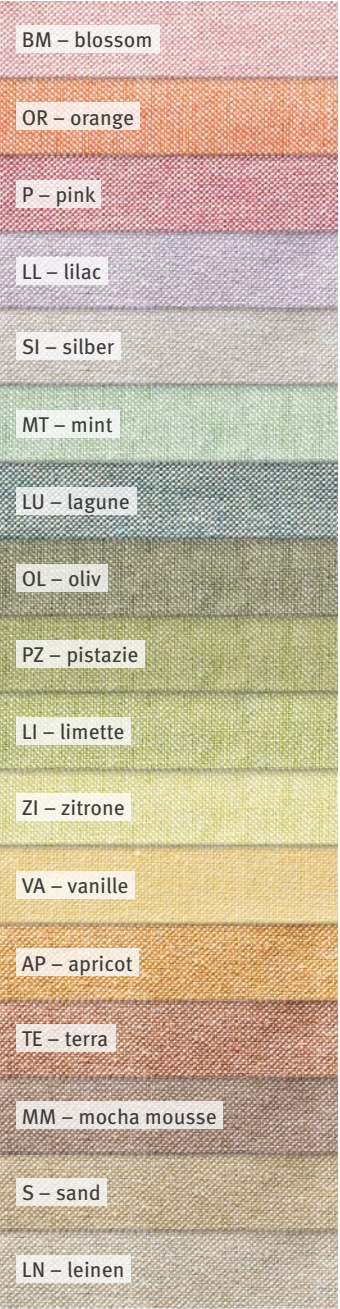 BM – blossom
OR – orange
P – pink
LL – lilac
SI – silber
MT – mint
LU – lagune
OL – oliv
PZ – pistazie
LI – limette
ZI – zitrone
VA – vanille
AP – apricot
TE – terra
MM – mocha mousse
S – sand
LN – leinen